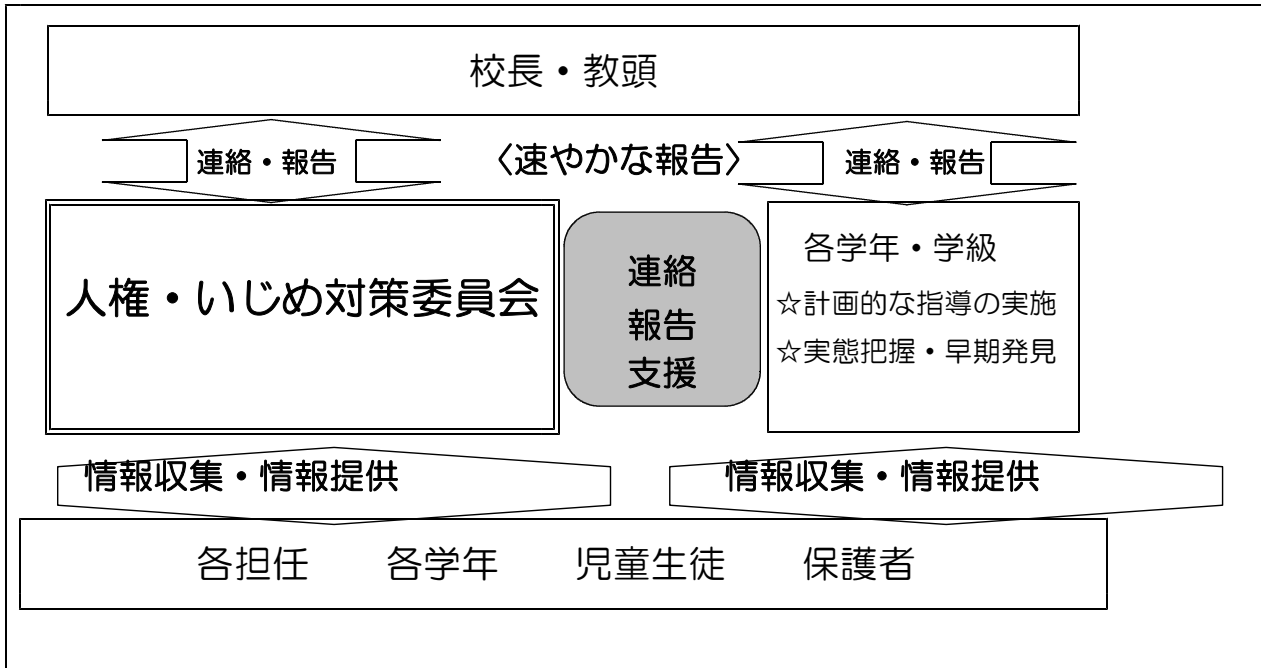 校長・教頭
連絡・報告
〈速やかな報告〉
連絡・報告
人権・いじめ対策委員会
連絡
報告
支援
各学年・学級
☆計画的な指導の実施
☆実態把握・早期発見
情報収集・情報提供
情報収集・情報提供
各担任 各学年 児童生徒 保護者